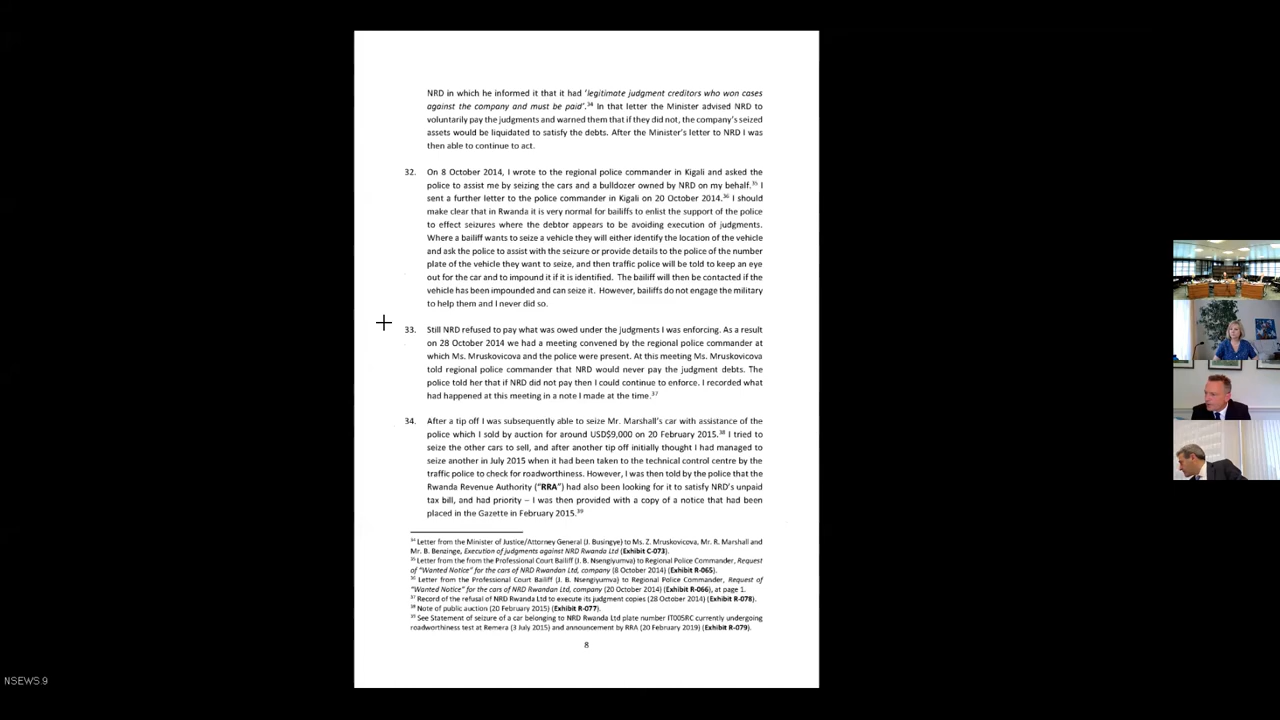 NRD in which he informed it that it had 'legitimate judgment creditors who won cases
against the company and must be paid'.34 In that letter the Minister advised NRD to
voluntarily pay the judgments and warned them that if they did not, the company's seized
assets would be liquidated to satisfy the debts. After the Minister's letter to NRD I was
then able to continue to act.
32. On 8 October 2014, I wrote to the regional police commander in Kigali and asked the
police to assist me by seizing the cars and a bulldozer owned by NRD on my behalf.35 I
sent a further letter to the police commander in Kigali on 20 October 2014.36 I should
make clear that in Rwanda it is very normal for bailiffs to enlist the support of the police
to effect seizures where the debtor appears to be avoiding execution of judgments.
Where a bailiff wants to seize a vehicle they will either identify the location of the vehicle
and ask the police to assist with the seizure or provide details to the police of the number
plate of the vehicle they want to seize, and then traffic police will be told to keep an eye
out for the car and to impound it if it is identified. The bailiff will then be contacted if the
vehicle has been impounded and can seize it. However, bailiffs do not engage the military
to help them and I never did so.
33. Still NRD refused to pay what was owed under the judgments I was enforcing. As a result
on 28 October 2014 we had a meeting convened by the regional police commander at
which Ms. Mruskovicova and the police were present. At this meeting Ms. Mruskovicova
told regional police commander that NRD would never pay the judgment debts. The
police told her that if NRD did not pay then I could continue to enforce. I recorded what
had happened at this meeting in a note I made at the time.37
34. After a tip off I was subsequently able to seize Mr. Marshall's car with assistance of the
police which I sold by auction for around USD$9,000 on 20 February 2015.38 I tried to
seize the other cars to sell, and after another tip off initially thought I had managed to
seize another in July 2015 when it had been taken to the technical control centre by the
traffic police to check for roadworthiness. However, I was then told by the police that the
Rwanda Revenue Authority ("RRA") had also been looking for it to satisfy NRD's unpaid
tax bill, and had priority – I was then provided with a copy of a notice that had been
placed in the Gazette in February 2015.39
34 Letter from the Minister of Justice/Attorney General (J. Busingye) to Ms. Z. Mruskovicova, Mr. R. Marshall and
Mr. B. Benzinge, Execution of judgments against NRD Rwanda Ltd (Exhibit C-073).
35 Letter from the from the Professional Court Bailiff (J. B. Nsengiyumva) to Regional Police Commander, Request
of "Wanted Notice" for the cars of NRD Rwandan Ltd, company (8 October 2014) (Exhibit R-065).
36 Letter from the Professional Court Bailiff (J. B. Nsengiyumva) to Regional Police Commander, Request of
"Wanted Notice" for the cars of NRD Rwandan Ltd, company (20 October 2014) (Exhibit R-066), at page 1.
37 Record of the refusal of NRD Rwanda Ltd to execute its judgment copies (28 October 2014) (Exhibit R-078).
38 Note of public auction (20 February 2015) (Exhibit R-077).
39 See Statement of seizure of a car belonging to NRD Rwanda Ltd plate number IT005RC currently undergoing
roadworthiness test at Remera (3 July 2015) and announcement by RRA (20 February 2019) (Exhibit R-079).
8
NSEWS.9